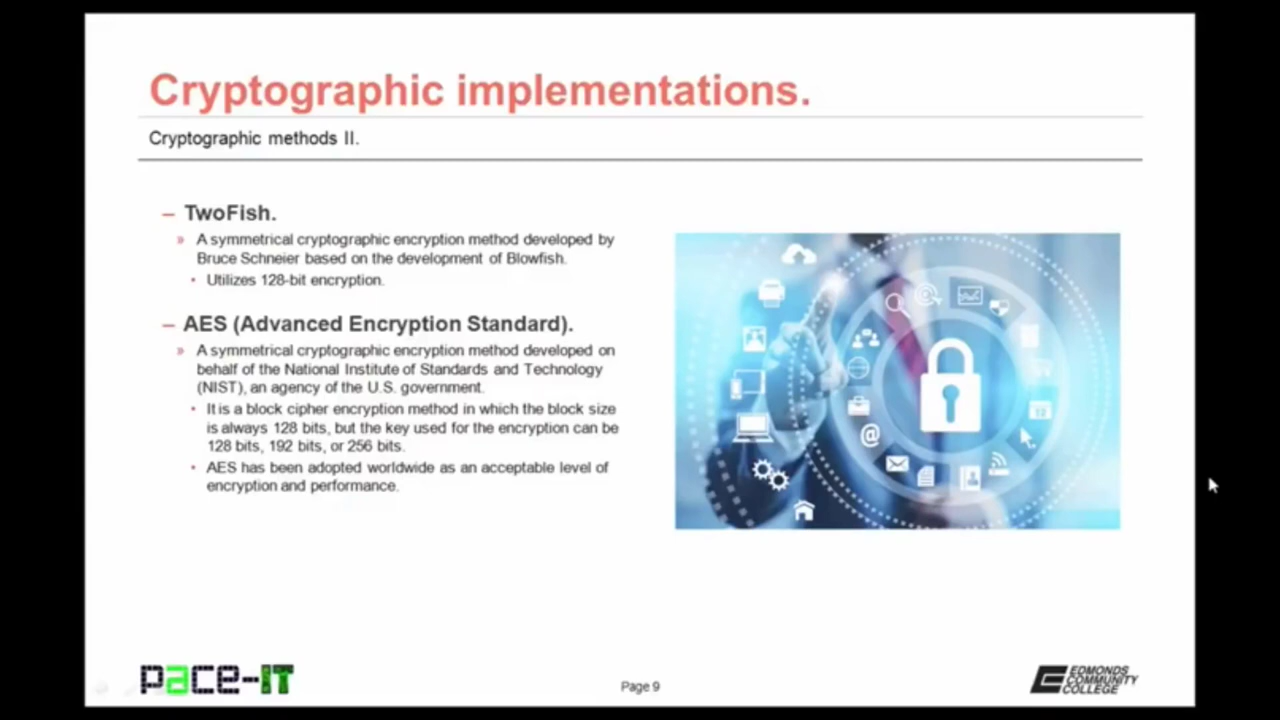 Cryptographic implementations.
Cryptographic methods II.
– TwoFish.
» A symmetrical cryptographic encryption method developed by
Bruce Schneier based on the development of Blowfish.
• Utilizes 128-bit encryption.
– AES (Advanced Encryption Standard).
» A symmetrical cryptographic encryption method developed on
behalf of the National Institute of Standards and Technology
(NIST), an agency of the U.S. government.
• It is a block cipher encryption method in which the block size
is always 128 bits, but the key used for the encryption can be
128 bits, 192 bits, or 256 bits.
• AES has been adopted worldwide as an acceptable level of
encryption and performance.
@
12
pace-IT
Page 9
EDMONDS
COMMUNITY
COLLEGE